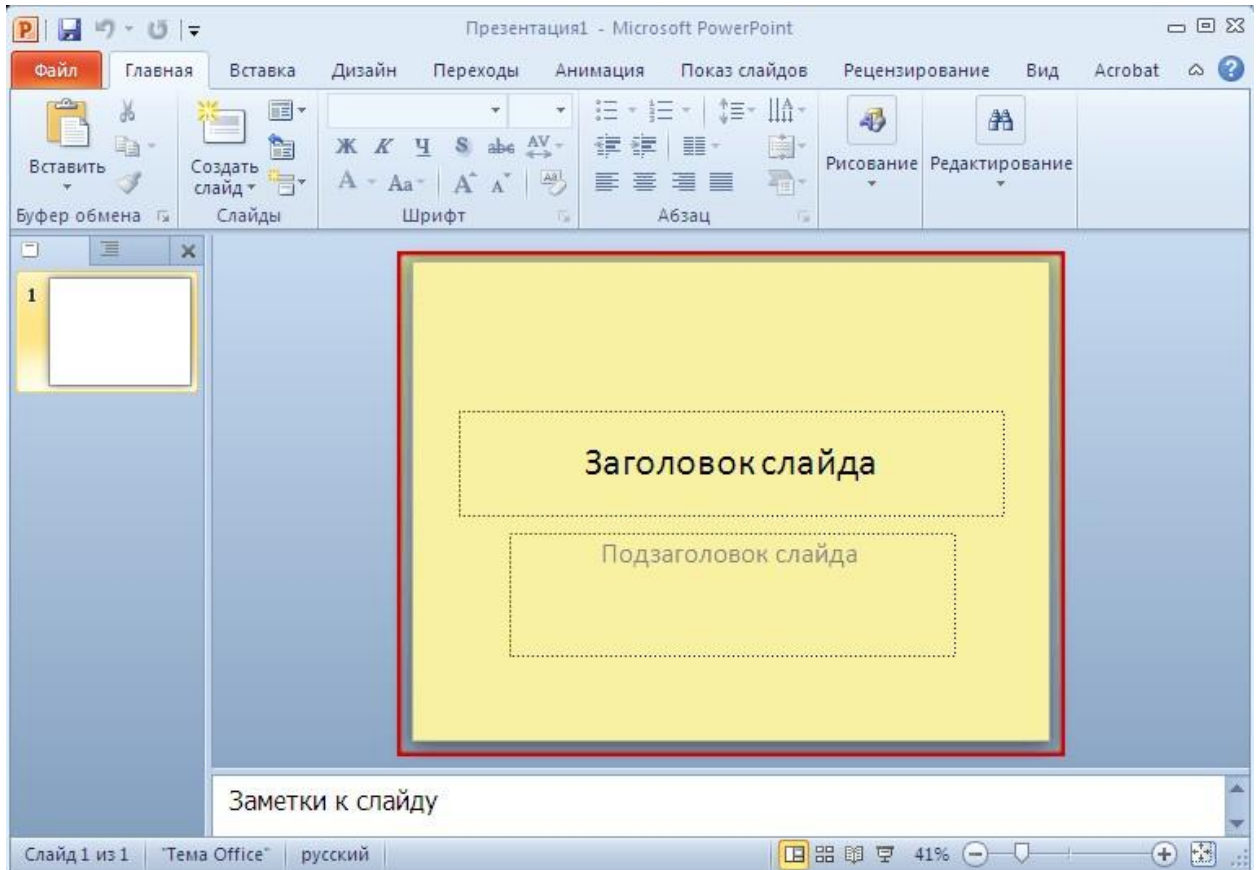 Презентация1 - Microsoft PowerPoint
Файл Главная Вставка Дизайн Переходы Анимация Показ слайдов Рецензирование Вид Acrobat
Вставить
Создать слайд
Ж К Ч S abe AV
A Aa A A Aa
Рисование Редактирование
Буфер обмена Слайды Шрифт Абзац
1
Заголовок слайда
Подзаголовок слайда
Заметки к слайду
Слайд 1 из 1 "Тема Office" русский 41%